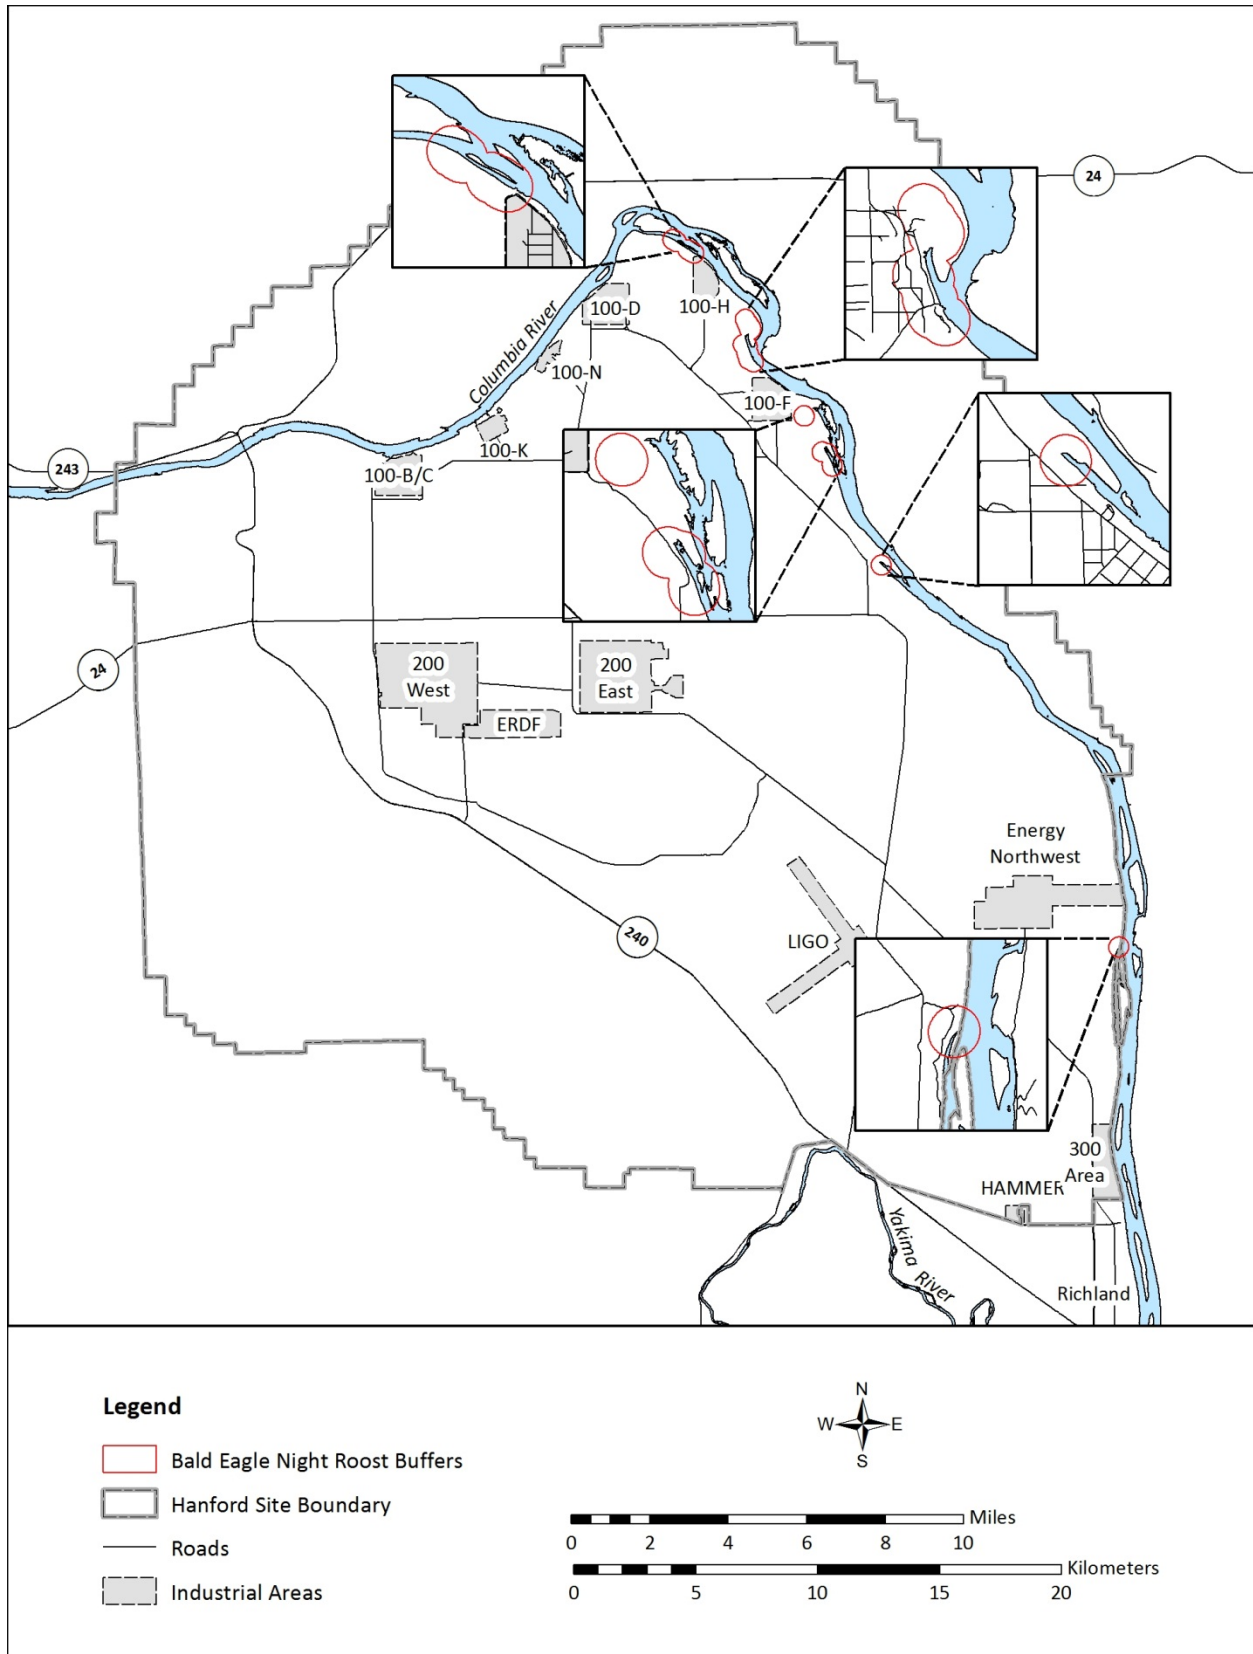 24
100-D
100-H
Columbia River
100-N
100-F
100-K
243
100-B/C
24
200
West
200
East
ERDF
Energy
Northwest
240
LIGO
300
Area
HAMMER
Yakima River
Richland
Legend
Bald Eagle Night Roost Buffers
Hanford Site Boundary
Roads
Industrial Areas
N
W E
S
Miles
0 2 4 6 8 10
Kilometers
0 5 10 15 20